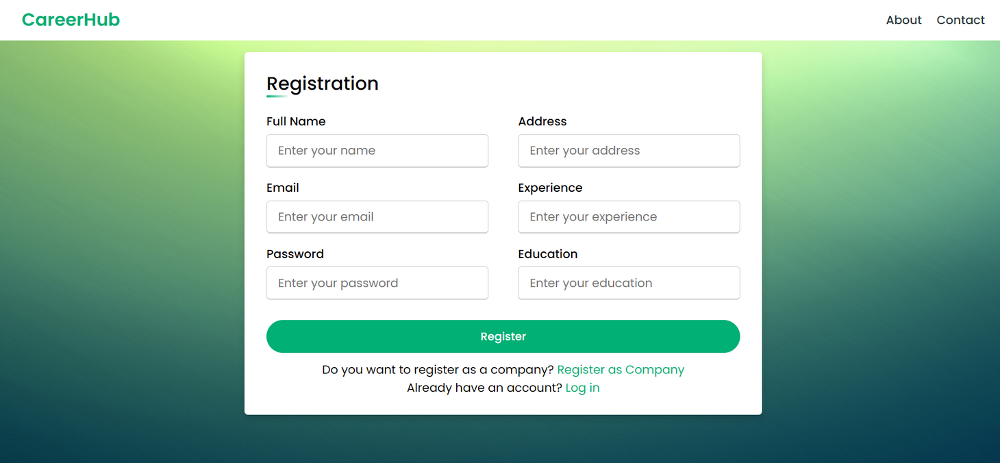 CareerHub
About Contact
Registration
Full Name
Enter your name
Address
Enter your address
Email
Enter your email
Experience
Enter your experience
Password
Enter your password
Education
Enter your education
Register
Do you want to register as a company? Register as Company
Already have an account? Log in